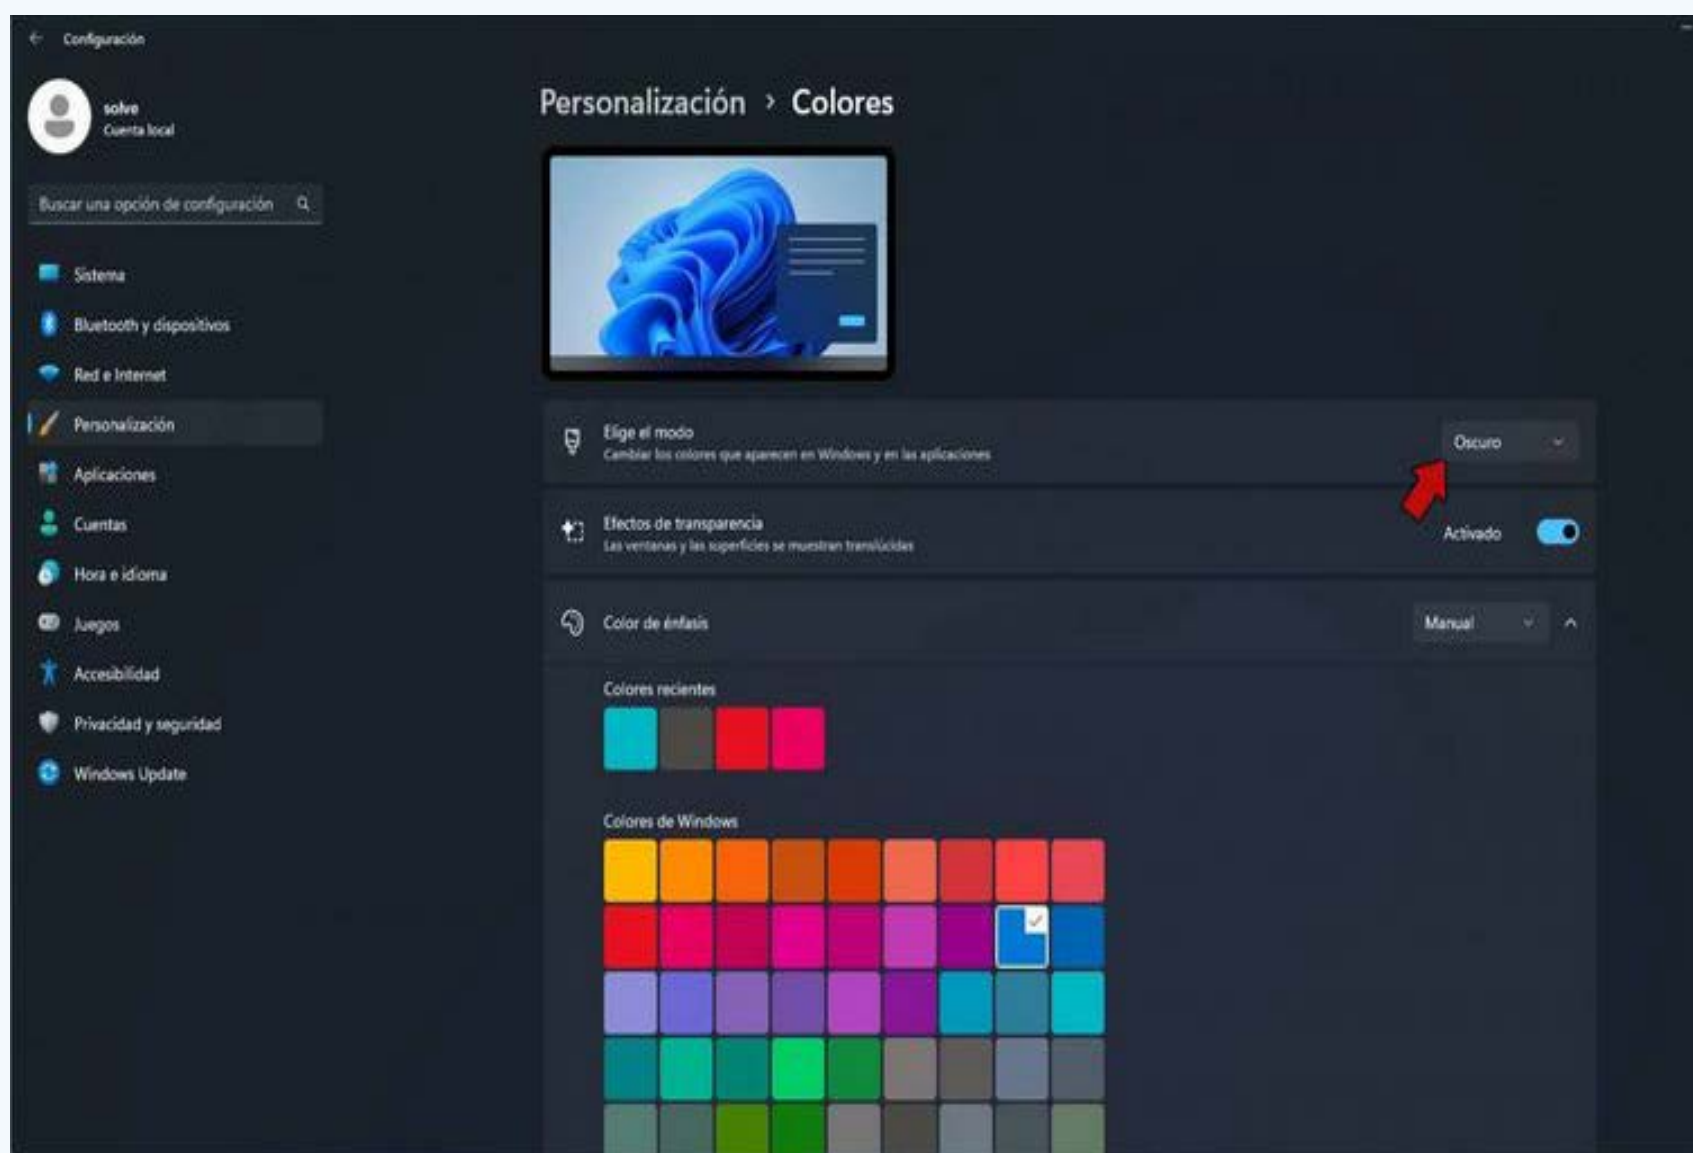 Configuración
solve
Cuenta local
Buscar una opción de configuración
Sistema
Bluetooth y dispositivos
Red e Internet
Personalización
Aplicaciones
Cuentas
Hora e idioma
Juegos
Accesibilidad
Privacidad y seguridad
Windows Update
Personalización > Colores
Elige el modo
Cambiar los colores que aparecen en Windows y en las aplicaciones
Oscuro
Efectos de transparencia
Las ventanas y las superficies se muestran translúcidas
Activado
Color de énfasis
Manual
Colores recientes
Colores de Windows